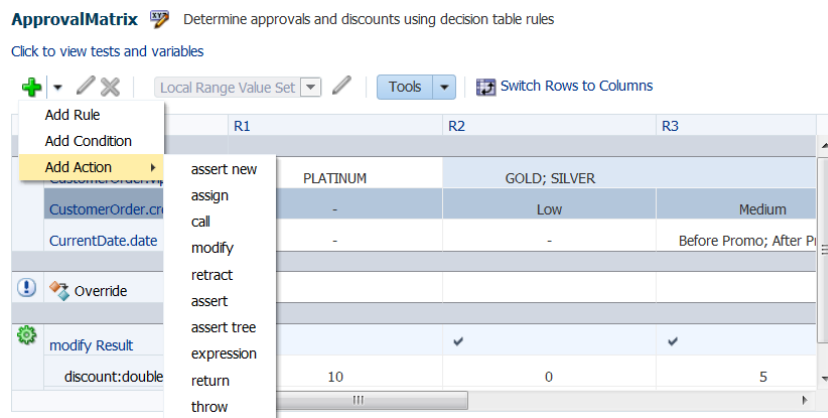 ApprovalMatrix Determine approvals and discounts using decision table rules
Click to view tests and variables
Local Range Value Set Tools Switch Rows to Columns
Add Rule
Add Condition
Add Action
assert new
assign
call
modify
retract
assert
assert tree
expression
return
throw
R1 R2 R3
PLATINUM GOLD; SILVER
CustomerOrder.cre - Low Medium
CurrentDate.date - - Before Promo; After Pr
Override
modify Result
discount:double 10 0 5